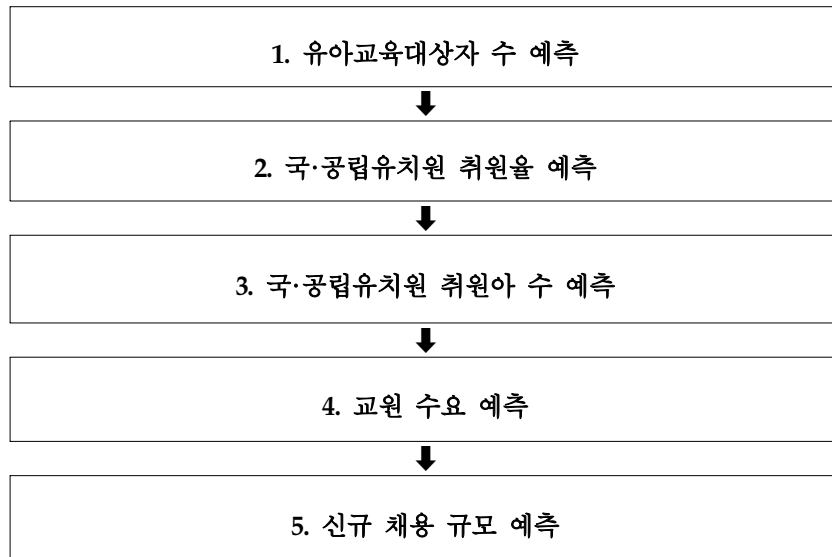 1. 유아교육대상자 수 예측
2. 국·공립유치원 취원율 예측
3. 국·공립유치원 취원아 수 예측
4. 교원 수요 예측
5. 신규 채용 규모 예측